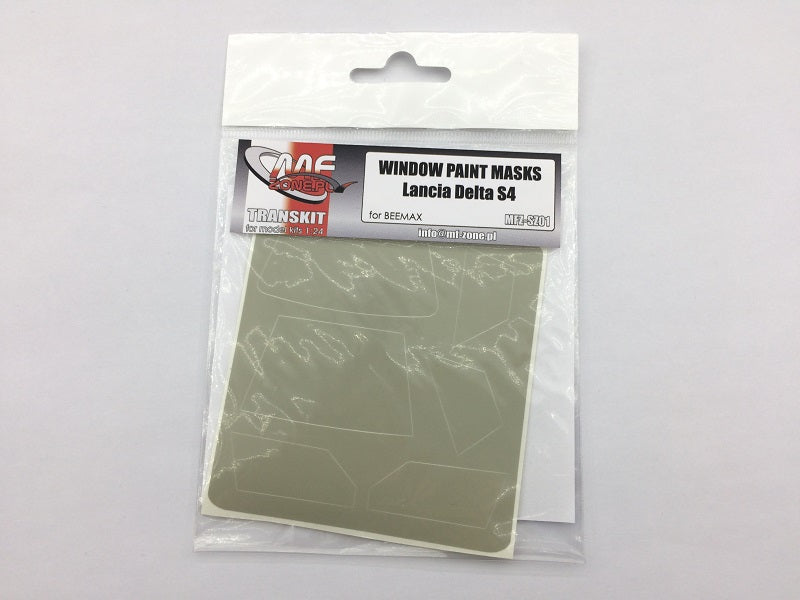 MF
ZONE.PL
TRANSKIT
for model kits 1:24
WINDOW PAINT MASKS
Lancia Delta S4
for BEEMAX
MFZ-SZ01
info@mf-zone.pl